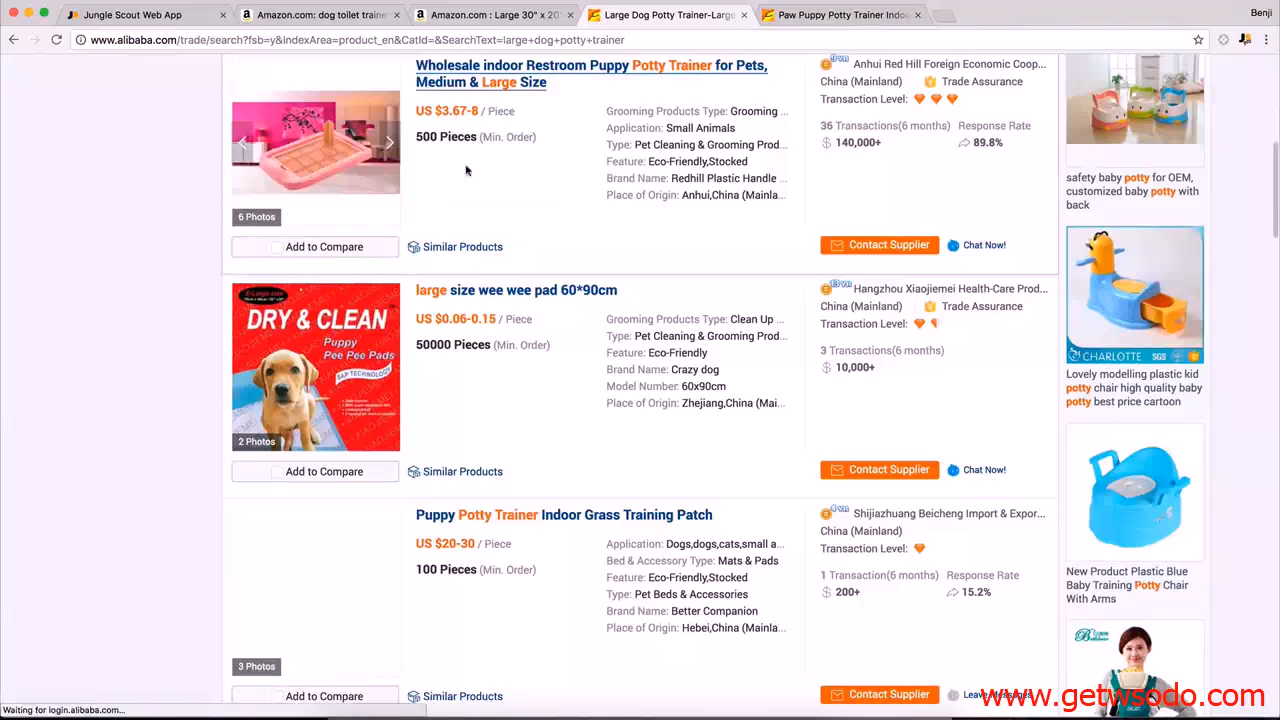 Jungle Scout Web App
Amazon.com: dog toilet trainer
Amazon.com : Large 30" x 20"
Large Dog Potty Trainer-Large
Paw Puppy Potty Trainer Indoo
Benji
www.alibaba.com/trade/search?fsb=y&IndexArea=product_en&CatId=&SearchText=large+dog+potty+trainer
Wholesale indoor Restroom Puppy Potty Trainer for Pets,
Medium & Large Size
US $3.67-8 / Piece
500 Pieces (Min. Order)
Grooming Products Type: Grooming ...
Application: Small Animals
Type: Pet Cleaning & Grooming Prod...
Feature: Eco-Friendly,Stocked
Brand Name: Redhill Plastic Handle ...
Place of Origin: Anhui,China (Mainla...
Anhui Red Hill Foreign Economic Coop...
China (Mainland) Trade Assurance
Transaction Level:
36 Transactions(6 months) Response Rate
140,000+ 89.8%
6 Photos
Add to Compare
Similar Products
Contact Supplier
Chat Now!
large size wee wee pad 60*90cm
US $0.06-0.15 / Piece
50000 Pieces (Min. Order)
Grooming Products Type: Clean Up ...
Type: Pet Cleaning & Grooming Prod...
Feature: Eco-Friendly
Brand Name: Crazy dog
Model Number: 60x90cm
Place of Origin: Zhejiang,China (Mai...
13YR
Hangzhou Xiaojiemei Health-Care Prod...
China (Mainland) Trade Assurance
Transaction Level:
3 Transactions(6 months)
10,000+
DRY & CLEAN
Puppy
Pee Pee Pads
SAP TECHNOLOGY
2 Photos
Add to Compare
Similar Products
Contact Supplier
Chat Now!
Puppy Potty Trainer Indoor Grass Training Patch
US $20-30 / Piece
100 Pieces (Min. Order)
Application: Dogs,dogs,cats,small a...
Bed & Accessory Type: Mats & Pads
Feature: Eco-Friendly,Stocked
Type: Pet Beds & Accessories
Brand Name: Better Companion
Place of Origin: Hebei,China (Mainla...
4YR
Shijiazhuang Beicheng Import & Expor...
China (Mainland)
Transaction Level:
1 Transaction(6 months) Response Rate
200+ 15.2%
3 Photos
Add to Compare
Similar Products
Contact Supplier
Leave Messages
safety baby potty for OEM,
customized baby potty with
back
CHARLOTTE SGS
Lovely modelling plastic kid
potty chair high quality baby
potty best price cartoon
New Product Plastic Blue
Baby Training Potty Chair
With Arms
Waiting for login.alibaba.com...
www.getwsodo.com